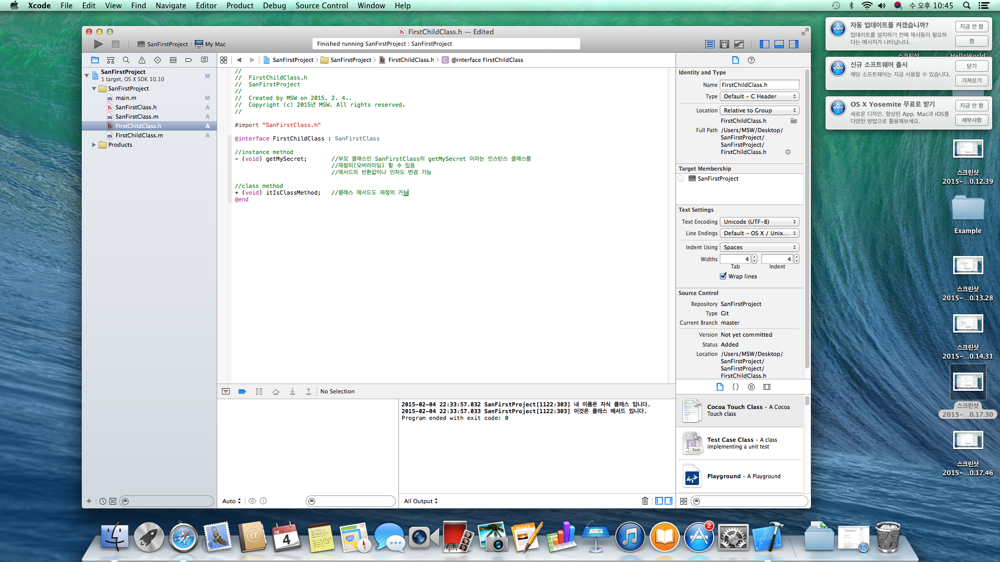 Xcode File Edit View Find Navigate Editor Product Debug Source Control Window Help
수 오후 10:45
FirstChildClass.h — Edited
SanFirstProject My Mac
Finished running SanFirstProject : SanFirstProject
SanFirstProject SanFirstProject FirstChildClass.h @interface FirstChildClass
SanFirstProject
1 target, OS X SDK 10.10
M
SanFirstProject
main.m M
SanFirstClass.h A
SanFirstClass.m A
FirstChildClass.h A
FirstChildClass.m A
Products
//
// FirstChildClass.h
// SanFirstProject
//
// Created by MSW on 2015. 2. 4..
// Copyright (c) 2015년 MSW. All rights reserved.
//
#import "SanFirstClass.h"
@interface FirstChildClass : SanFirstClass
//instance method
- (void) getMySecret; //부모 클래스인 SanFirstClass의 getMySecret 이라는 인스턴스 클래스를
//재정의(오버라이딩) 할 수 있음
//메서드의 반환값이나 인자도 변경 가능
//class method
+ (void) itIsClassMethod; //클래스 메서드도 재정의 가능
@end
No Selection
2015-02-04 22:33:57.032 SanFirstProject[1122:303] 내 이름은 자식 클래스 입니다.
2015-02-04 22:33:57.033 SanFirstProject[1122:303] 이것은 클래스 메서드 입니다.
Program ended with exit code: 0
Auto
All Output
Identity and Type
Name FirstChildClass.h
Type Default - C Header
Location Relative to Group
FirstChildClass.h
Full Path /Users/MSW/Desktop/
SanFirstProject/
SanFirstProject/
FirstChildClass.h
Target Membership
SanFirstProject
Text Settings
Text Encoding Unicode (UTF-8)
Line Endings Default - OS X / Unix...
Indent Using Spaces
Widths 4 4
Tab Indent
Wrap lines
Source Control
Repository SanFirstProject
Type Git
Current Branch master
Version Not yet committed
Status Added
Location /Users/MSW/Desktop/
SanFirstProject/
SanFirstProject/
FirstChildClass.h
{}
Cocoa Touch Class - A Cocoa
Touch class
Test
Test Case Class - A class
implementing a unit test
Playground - A Playground
자동 업데이트를 켜겠습니까?
업데이트를 설치하기 전에 재시동이 필요하
다는 메시지가 나타납니다.
지금 안 함
켬
스크린샷
HelloWorld
신규 소프트웨어 출시
해당 소프트웨어는 지금 사용할 수 있습니다.
닫기
가져오기
OS X Yosemite 무료로 받기
새로운 디자인. 향상된 App. Mac과 iOS를
다양한 방법으로 활용해보세요.
지금 안 함
세부사항
스크린샷
2015-...0.12.39
Example
스크린샷
2015-...0.13.28
스크린샷
2015-...0.14.31
스크린샷
2015-...0.17.30
스크린샷
2015-...0.17.46
@
2월
4
280
PAGES
2